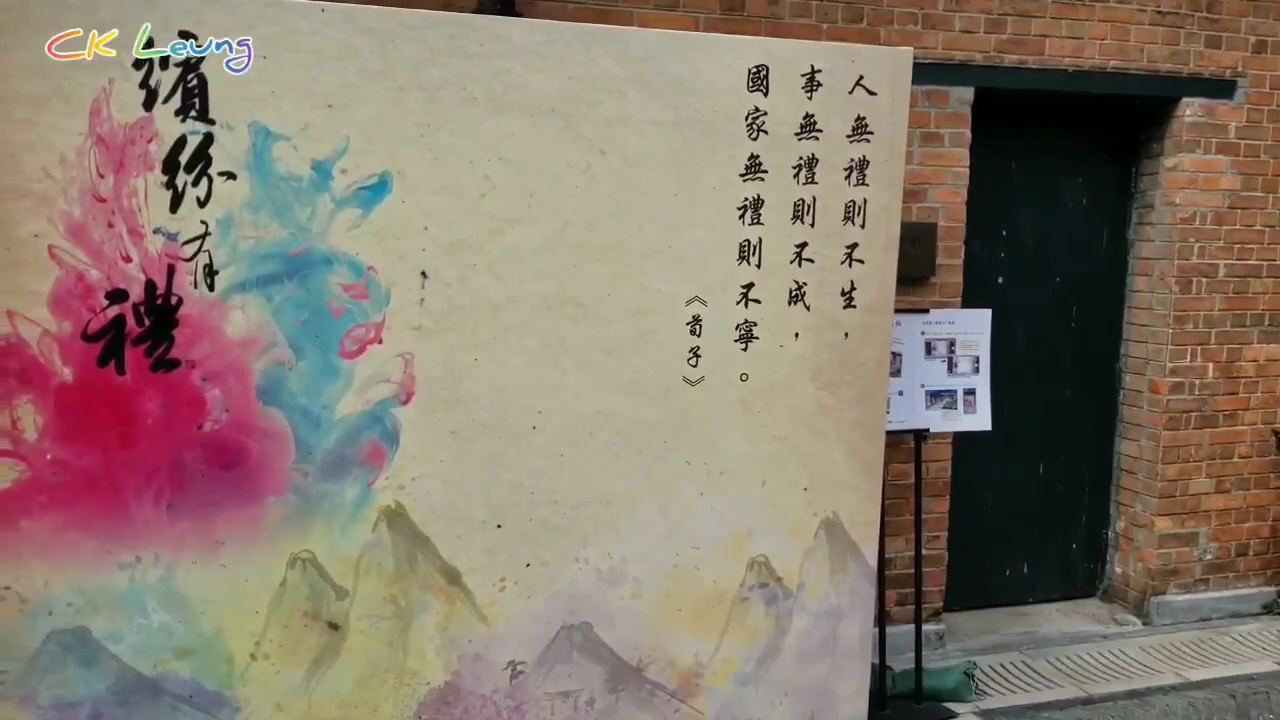 CK Leung
繽紛有禮
人無禮則不生，
事無禮則不成，
國家無禮則不寧。
《荀子》